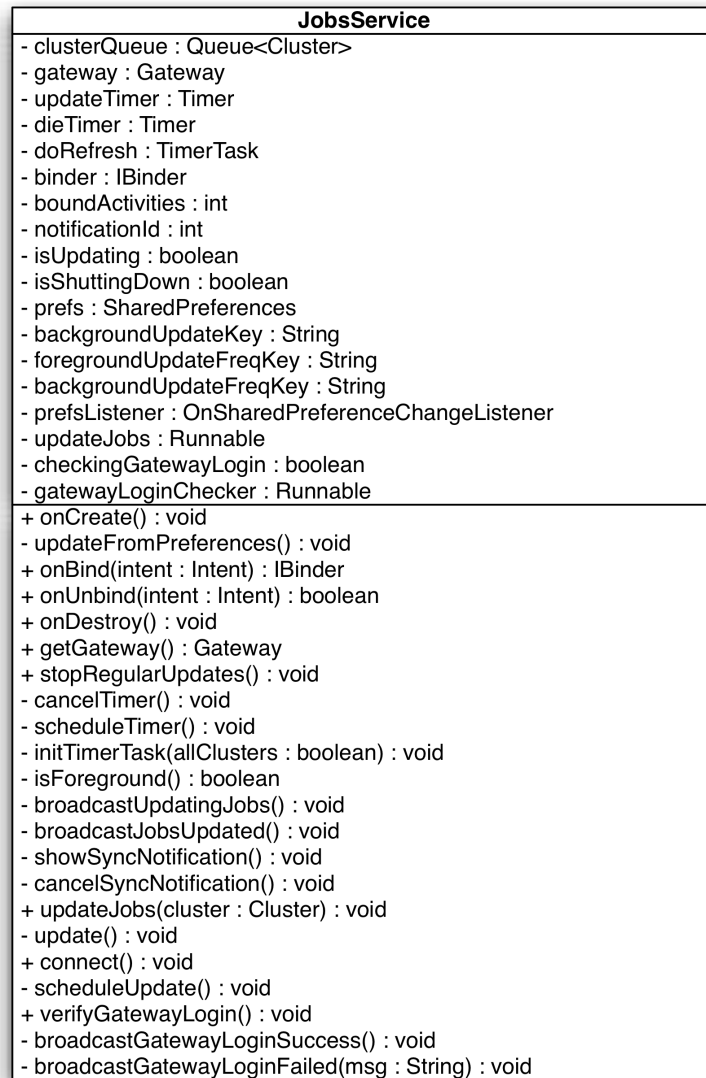 JobsService
- clusterQueue : Queue<Cluster>
- gateway : Gateway
- updateTimer : Timer
- dieTimer : Timer
- doRefresh : TimerTask
- binder : IBinder
- boundActivities : int
- notificationId : int
- isUpdating : boolean
- isShuttingDown : boolean
- prefs : SharedPreferences
- backgroundUpdateKey : String
- foregroundUpdateFreqKey : String
- backgroundUpdateFreqKey : String
- prefsListener : OnSharedPreferenceChangeListener
- updateJobs : Runnable
- checkingGatewayLogin : boolean
- gatewayLoginChecker : Runnable
+ onCreate() : void
- updateFromPreferences() : void
+ onBind(intent : Intent) : IBinder
+ onUnbind(intent : Intent) : boolean
+ onDestroy() : void
+ getGateway() : Gateway
+ stopRegularUpdates() : void
- cancelTimer() : void
- scheduleTimer() : void
- initTimerTask(allClusters : boolean) : void
- isForeground() : boolean
- broadcastUpdatingJobs() : void
- broadcastJobsUpdated() : void
- showSyncNotification() : void
- cancelSyncNotification() : void
+ updateJobs(cluster : Cluster) : void
- update() : void
+ connect() : void
- scheduleUpdate() : void
+ verifyGatewayLogin() : void
- broadcastGatewayLoginSuccess() : void
- broadcastGatewayLoginFailed(msg : String) : void